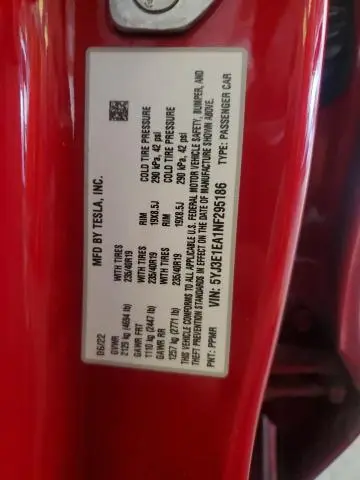 MFD BY TESLA, INC.
06/22
GVWR
2125 kg (4684 lb)
GAWR FRT
1110 kg (2447 lb)
WITH TIRES
235/40R19
RIM
19X8.5J
COLD TIRE PRESSURE
290 kPa, 42 psi
GAWR RR
1257 kg (2771 lb)
WITH TIRES
235/40R19
RIM
19X8.5J
COLD TIRE PRESSURE
290 kPa, 42 psi
THIS VEHICLE CONFORMS TO ALL APPLICABLE U.S. FEDERAL MOTOR VEHICLE SAFETY, BUMPER, AND
THEFT PREVENTION STANDARDS IN EFFECT ON THE DATE OF MANUFACTURE SHOWN ABOVE.
VIN: 5YJ3E1EA1NF295186
TYPE: PASSENGER CAR
PNT: PPMR